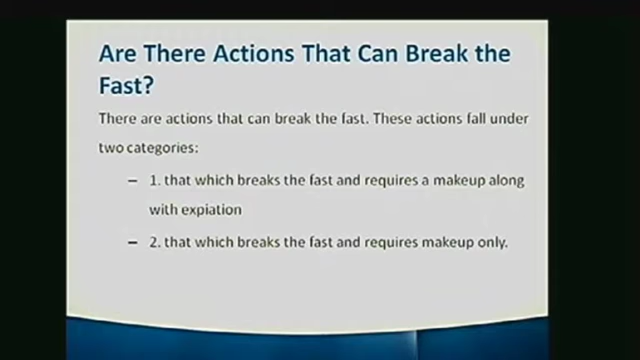 Are There Actions That Can Break the
Fast?
There are actions that can break the fast. These actions fall under
two categories:
– 1. that which breaks the fast and requires a makeup along
with expiation
– 2. that which breaks the fast and requires makeup only.